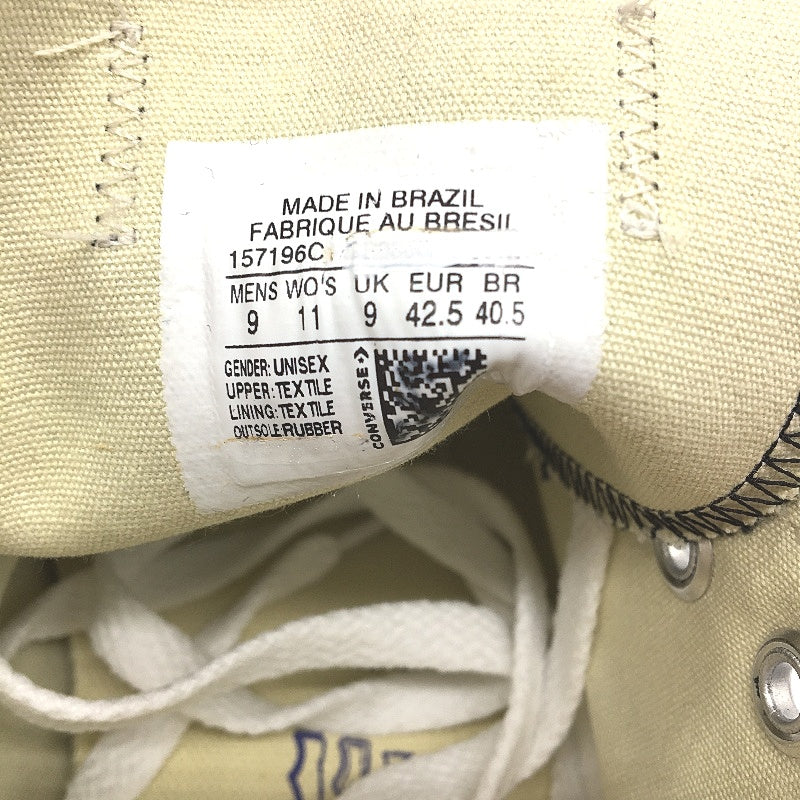 MADE IN BRAZIL
FABRIQUE AU BRESIL
157196C
MENS WO'S UK EUR BR
9 11 9 42.5 40.5
GENDER: UNISEX
UPPER: TEXTILE
LINING: TEXTILE
OUTSOLE: RUBBER
CONVERSE